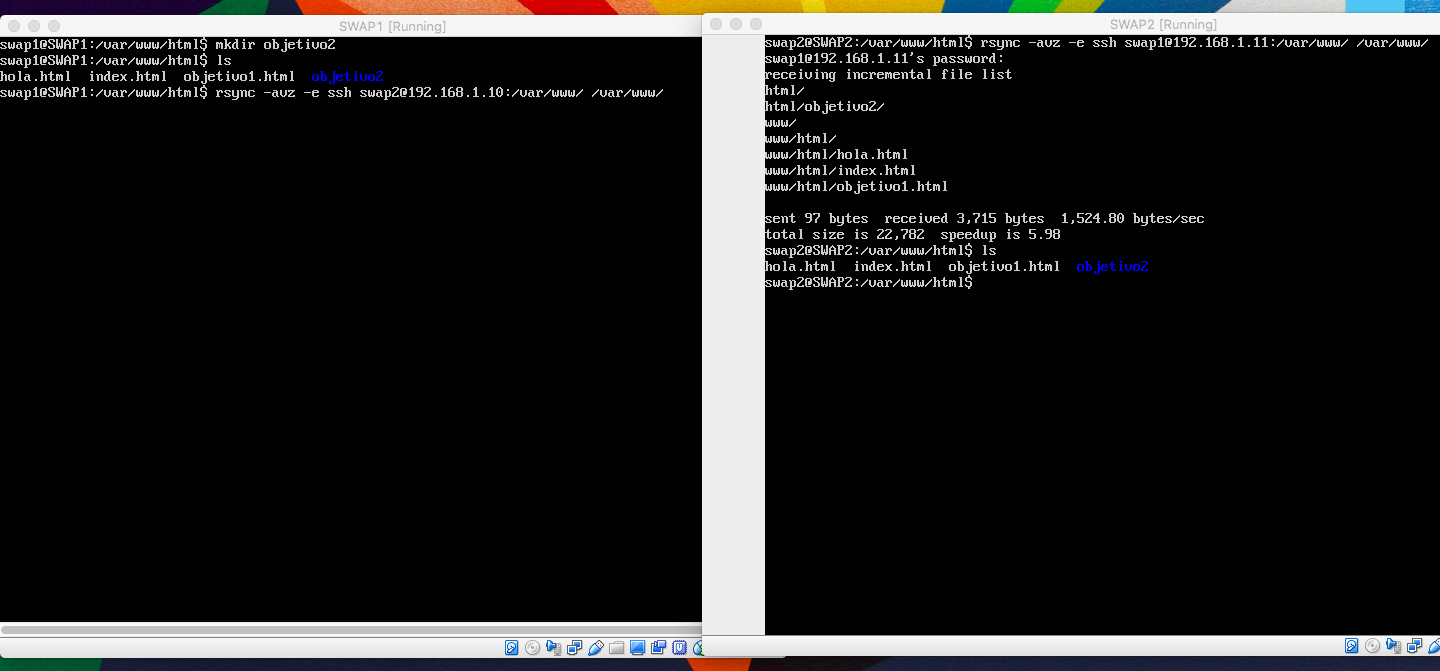 SWAP1 [Running]
swap1@SWAP1:/var/www/html$ mkdir objetivo2
swap1@SWAP1:/var/www/html$ ls
hola.html  index.html  objetivo1.html  objetivo2
swap1@SWAP1:/var/www/html$ rsync -avz -e ssh swap2@192.168.1.10:/var/www/ /var/www/
SWAP2 [Running]
swap2@SWAP2:/var/www/html$ rsync -avz -e ssh swap1@192.168.1.11:/var/www/ /var/www/
swap1@192.168.1.11's password:
receiving incremental file list
html/
html/objetivo2/
www/
www/html/
www/html/hola.html
www/html/index.html
www/html/objetivo1.html
sent 97 bytes  received 3,715 bytes  1,524.80 bytes/sec
total size is 22,782  speedup is 5.98
swap2@SWAP2:/var/www/html$ ls
hola.html  index.html  objetivo1.html  objetivo2
swap2@SWAP2:/var/www/html$